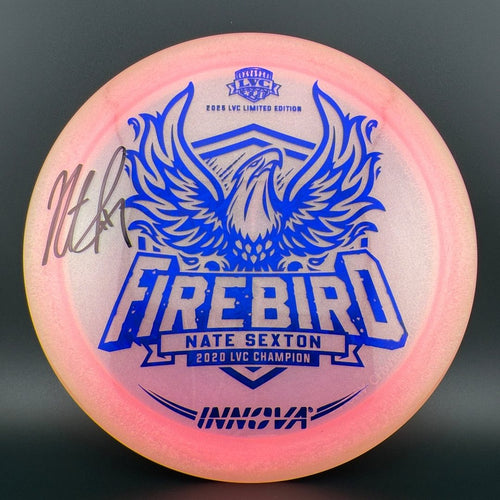 LVC
2025 LVC LIMITED EDITION
FIREBIRD
NATE SEXTON
2020 LVC CHAMPION
INNOVA